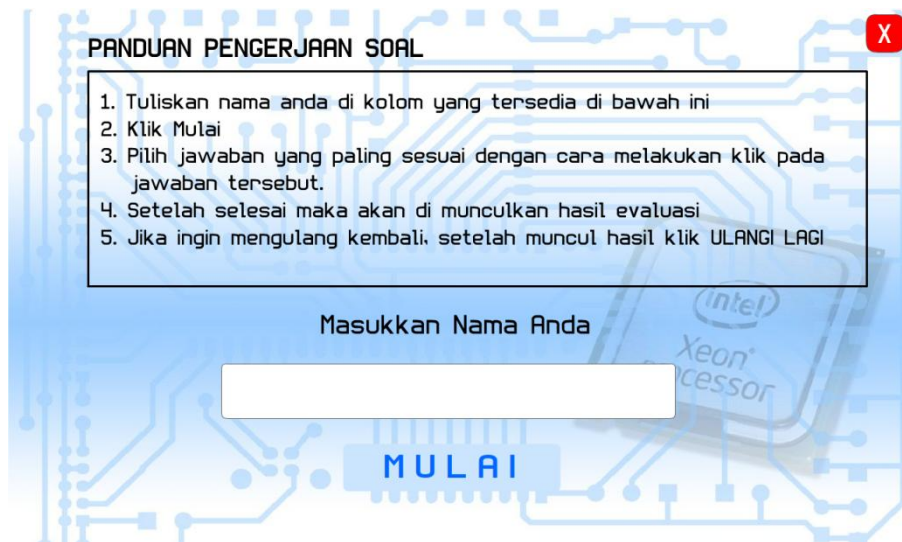 X
PANDUAN PENGERJAAN SOAL
1. Tuliskan nama anda di kolom yang tersedia di bawah ini
2. Klik Mulai
3. Pilih jawaban yang paling sesuai dengan cara melakukan klik pada
jawaban tersebut.
4. Setelah selesai maka akan di munculkan hasil evaluasi
5. Jika ingin mengulang kembali, setelah muncul hasil klik ULANGI LAGI
Masukkan Nama Anda
MULAI
intel
Xeon